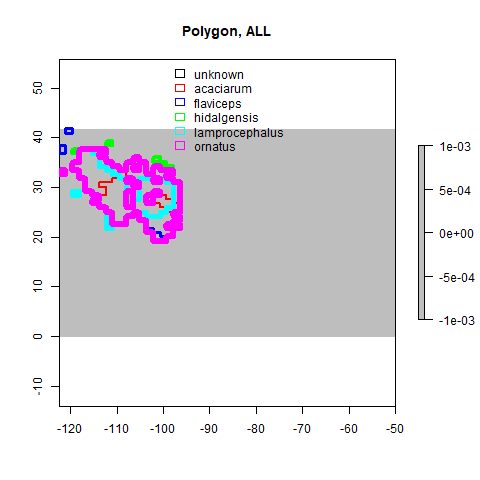 Polygon, ALL
unknown
acaciarum
flaviceps
hidalgensis
lamprocephalus
ornatus
50
40
30
20
10
0
-10
-120 -110 -100 -90 -80 -70 -60 -50
1e-03
5e-04
0e+00
-5e-04
-1e-03